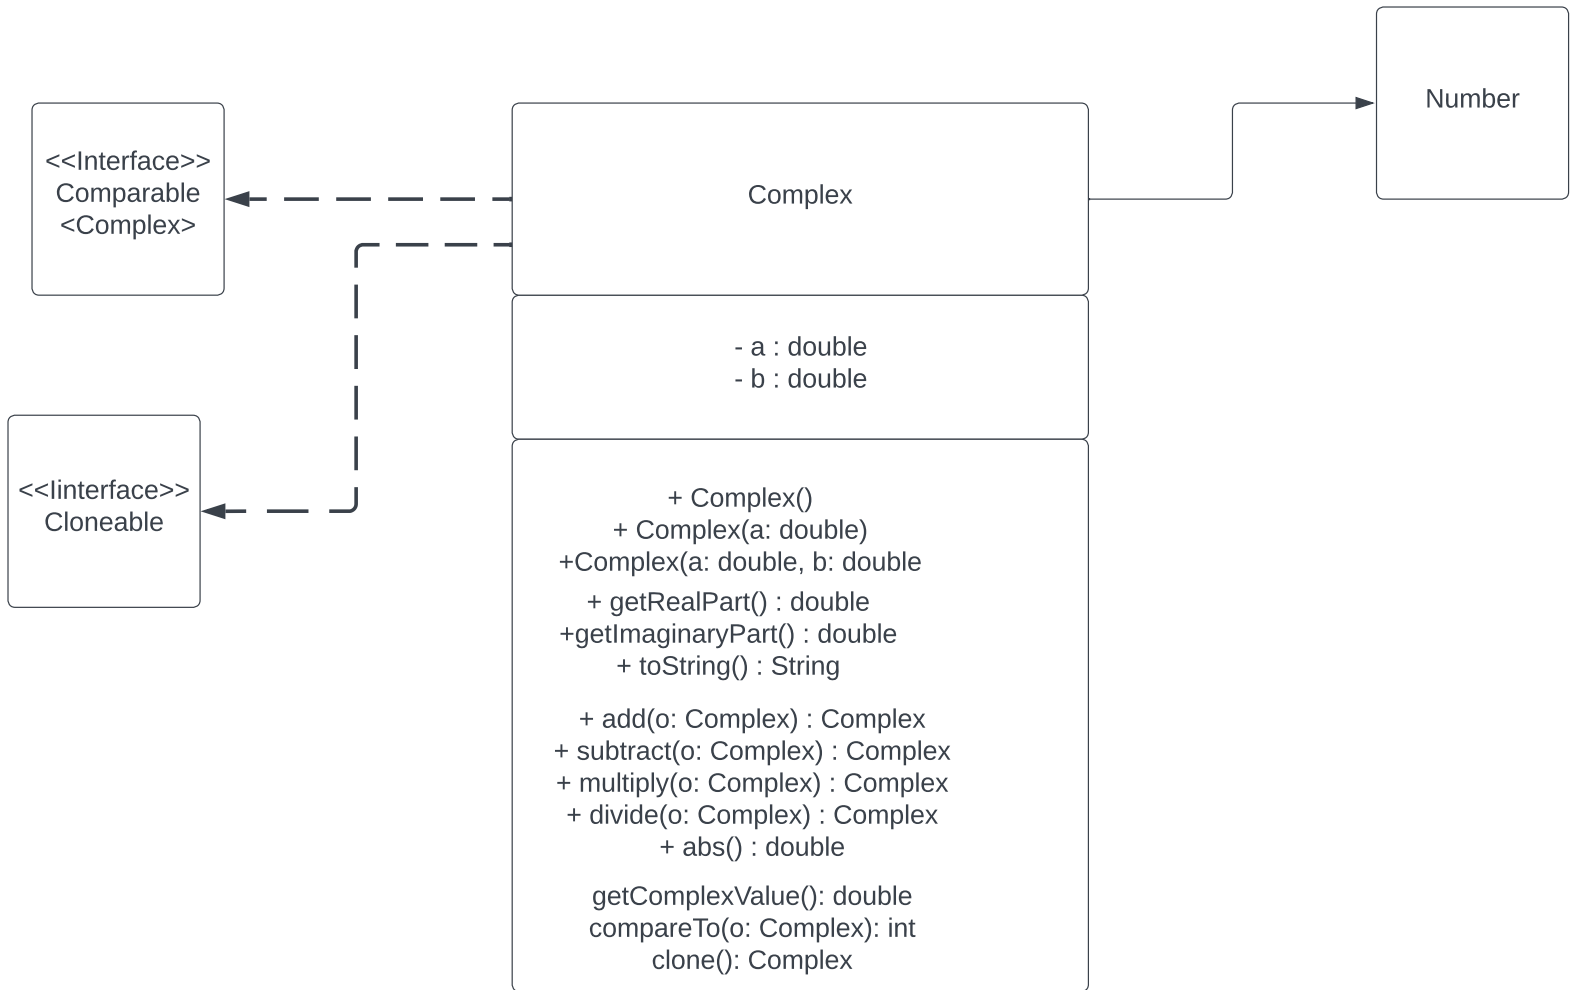 Number
<<Interface>>
Comparable
<Complex>
Complex
- a : double
- b : double
<<Iinterface>>
Cloneable
+ Complex()
+ Complex(a: double)
+Complex(a: double, b: double
+ getRealPart() : double
+getImaginaryPart() : double
+ toString() : String
+ add(o: Complex) : Complex
+ subtract(o: Complex) : Complex
+ multiply(o: Complex) : Complex
+ divide(o: Complex) : Complex
+ abs() : double
getComplexValue(): double
compareTo(o: Complex): int
clone(): Complex